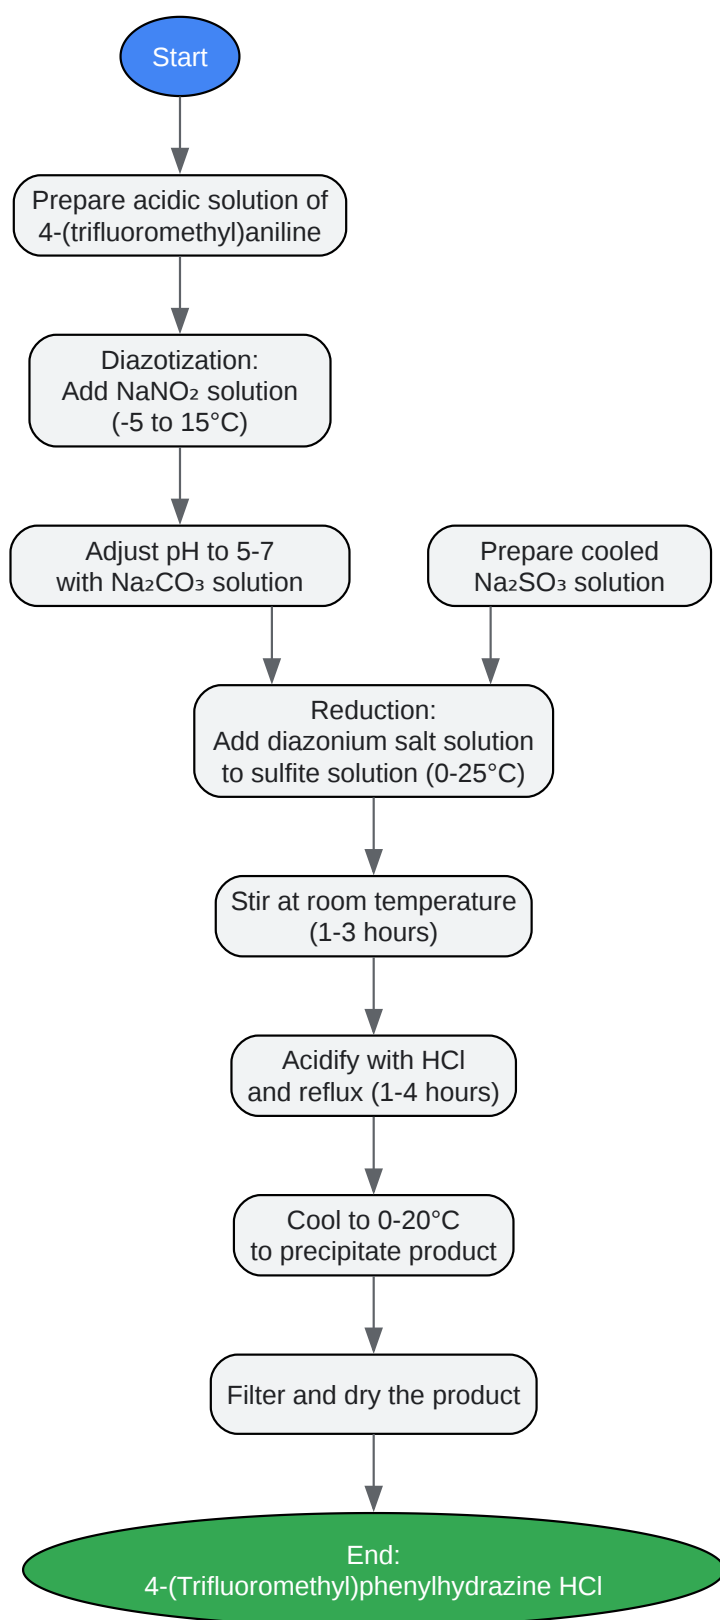 Start
Prepare acidic solution of
4-(trifluoromethyl)aniline
Diazotization:
Add NaNO₂ solution
(-5 to 15°C)
Adjust pH to 5-7
with Na₂CO₃ solution
Prepare cooled
Na₂SO₃ solution
Reduction:
Add diazonium salt solution
to sulfite solution (0-25°C)
Stir at room temperature
(1-3 hours)
Acidify with HCl
and reflux (1-4 hours)
Cool to 0-20°C
to precipitate product
Filter and dry the product
End:
4-(Trifluoromethyl)phenylhydrazine HCl